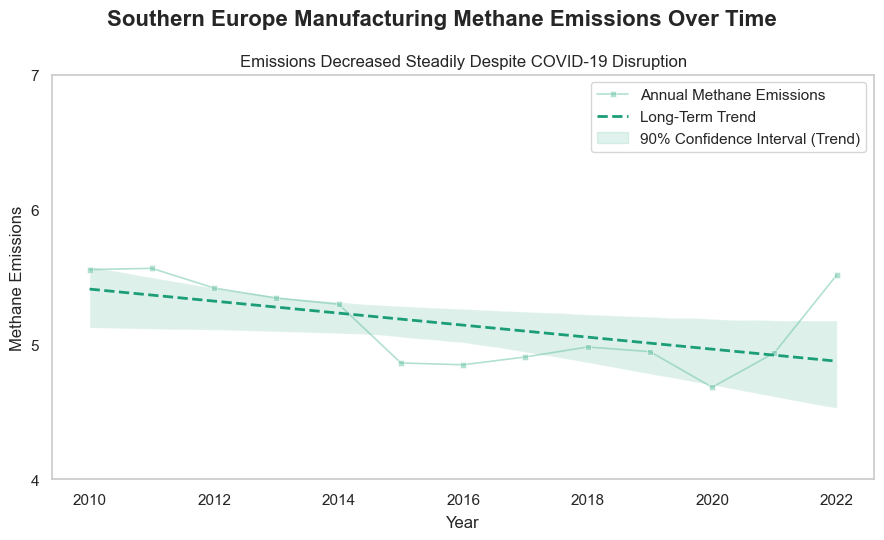 Southern Europe Manufacturing Methane Emissions Over Time
Emissions Decreased Steadily Despite COVID-19 Disruption
Annual Methane Emissions
Long-Term Trend
90% Confidence Interval (Trend)
Methane Emissions
7
6
5
4
2010 2012 2014 2016 2018 2020 2022
Year